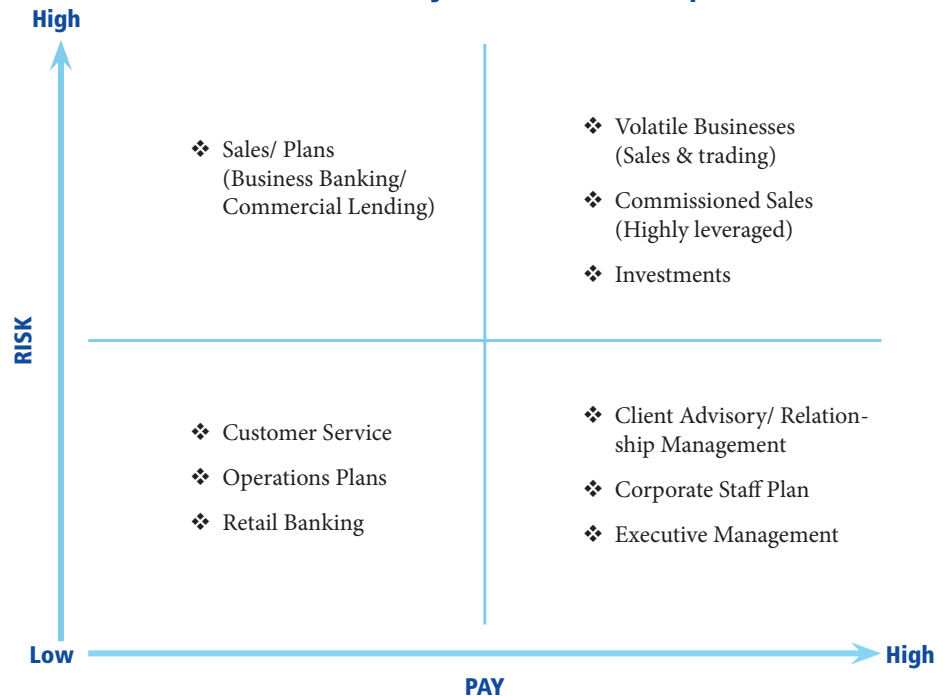 High
❖ Sales/ Plans
(Business Banking/
Commercial Lending)
❖ Volatile Businesses
(Sales & trading)
❖ Commissioned Sales
(Highly leveraged)
❖ Investments
RISK
❖ Customer Service
❖ Operations Plans
❖ Retail Banking
❖ Client Advisory/ Relation-
ship Management
❖ Corporate Staff Plan
❖ Executive Management
Low
High
PAY